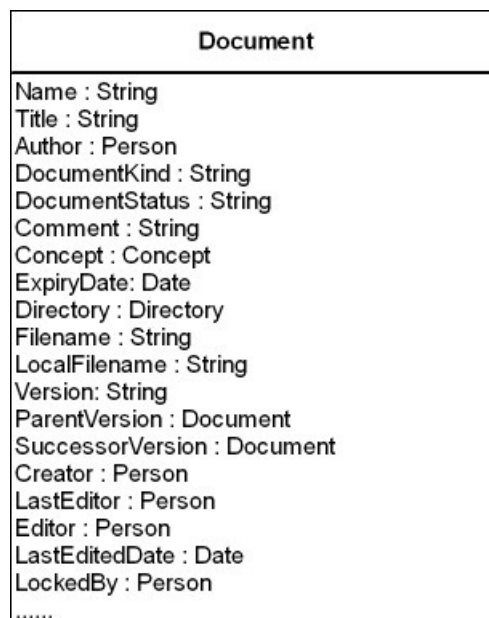 Document
Name : String
Title : String
Author : Person
DocumentKind : String
DocumentStatus : String
Comment : String
Concept : Concept
ExpiryDate: Date
Directory : Directory
Filename : String
LocalFilename : String
Version: String
ParentVersion : Document
SuccessorVersion : Document
Creator : Person
LastEditor : Person
Editor : Person
LastEditedDate : Date
LockedBy : Person
......